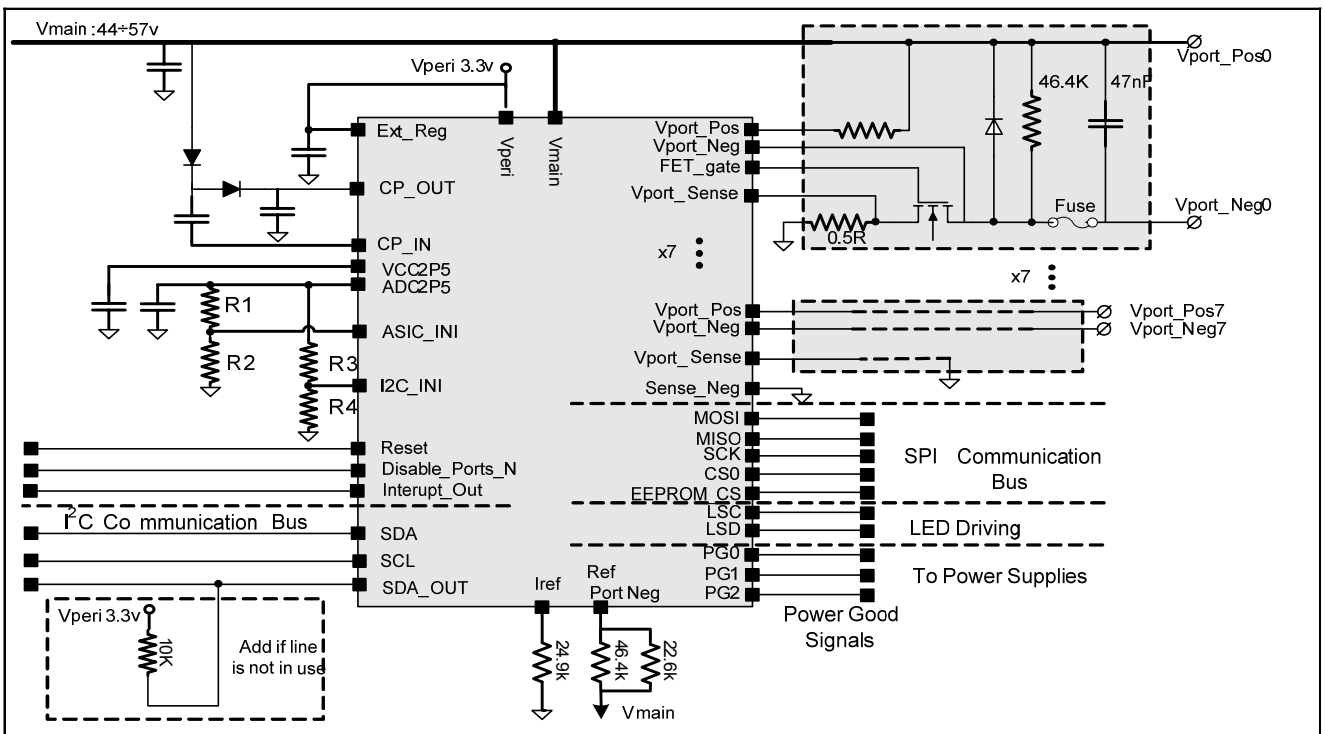 Vmain :44÷57v
Vperi 3.3v
Vport_Pos0
46.4K
47nF
Ext_Reg
Vperi
Vmain
Vport_Pos
Vport_Neg
FET_gate
Vport_Sense
CP_OUT
Fuse
Vport_Neg0
0.5R
CP_IN
x7
VCC2P5
ADC2P5
x7
R1
ASIC_INI
R2
R3
I2C_INI
R4
Vport_Pos
Vport_Neg
Vport_Pos7
Vport_Neg7
Vport_Sense
Sense_Neg
MOSI
MISO
SCK
CS0
EEPROM_CS
SPI Communication
Bus
Reset
Disable_Ports_N
Interupt_Out
I2C Co mmunication Bus
LSC
LSD
LED Driving
SDA
SCL
SDA_OUT
PG0
PG1
PG2
To Power Supplies
Power Good
Signals
Iref
Ref
Port Neg
24.9k
46.4k
22.6k
Vmain
Vperi 3.3v
10K
Add if line
is not in use